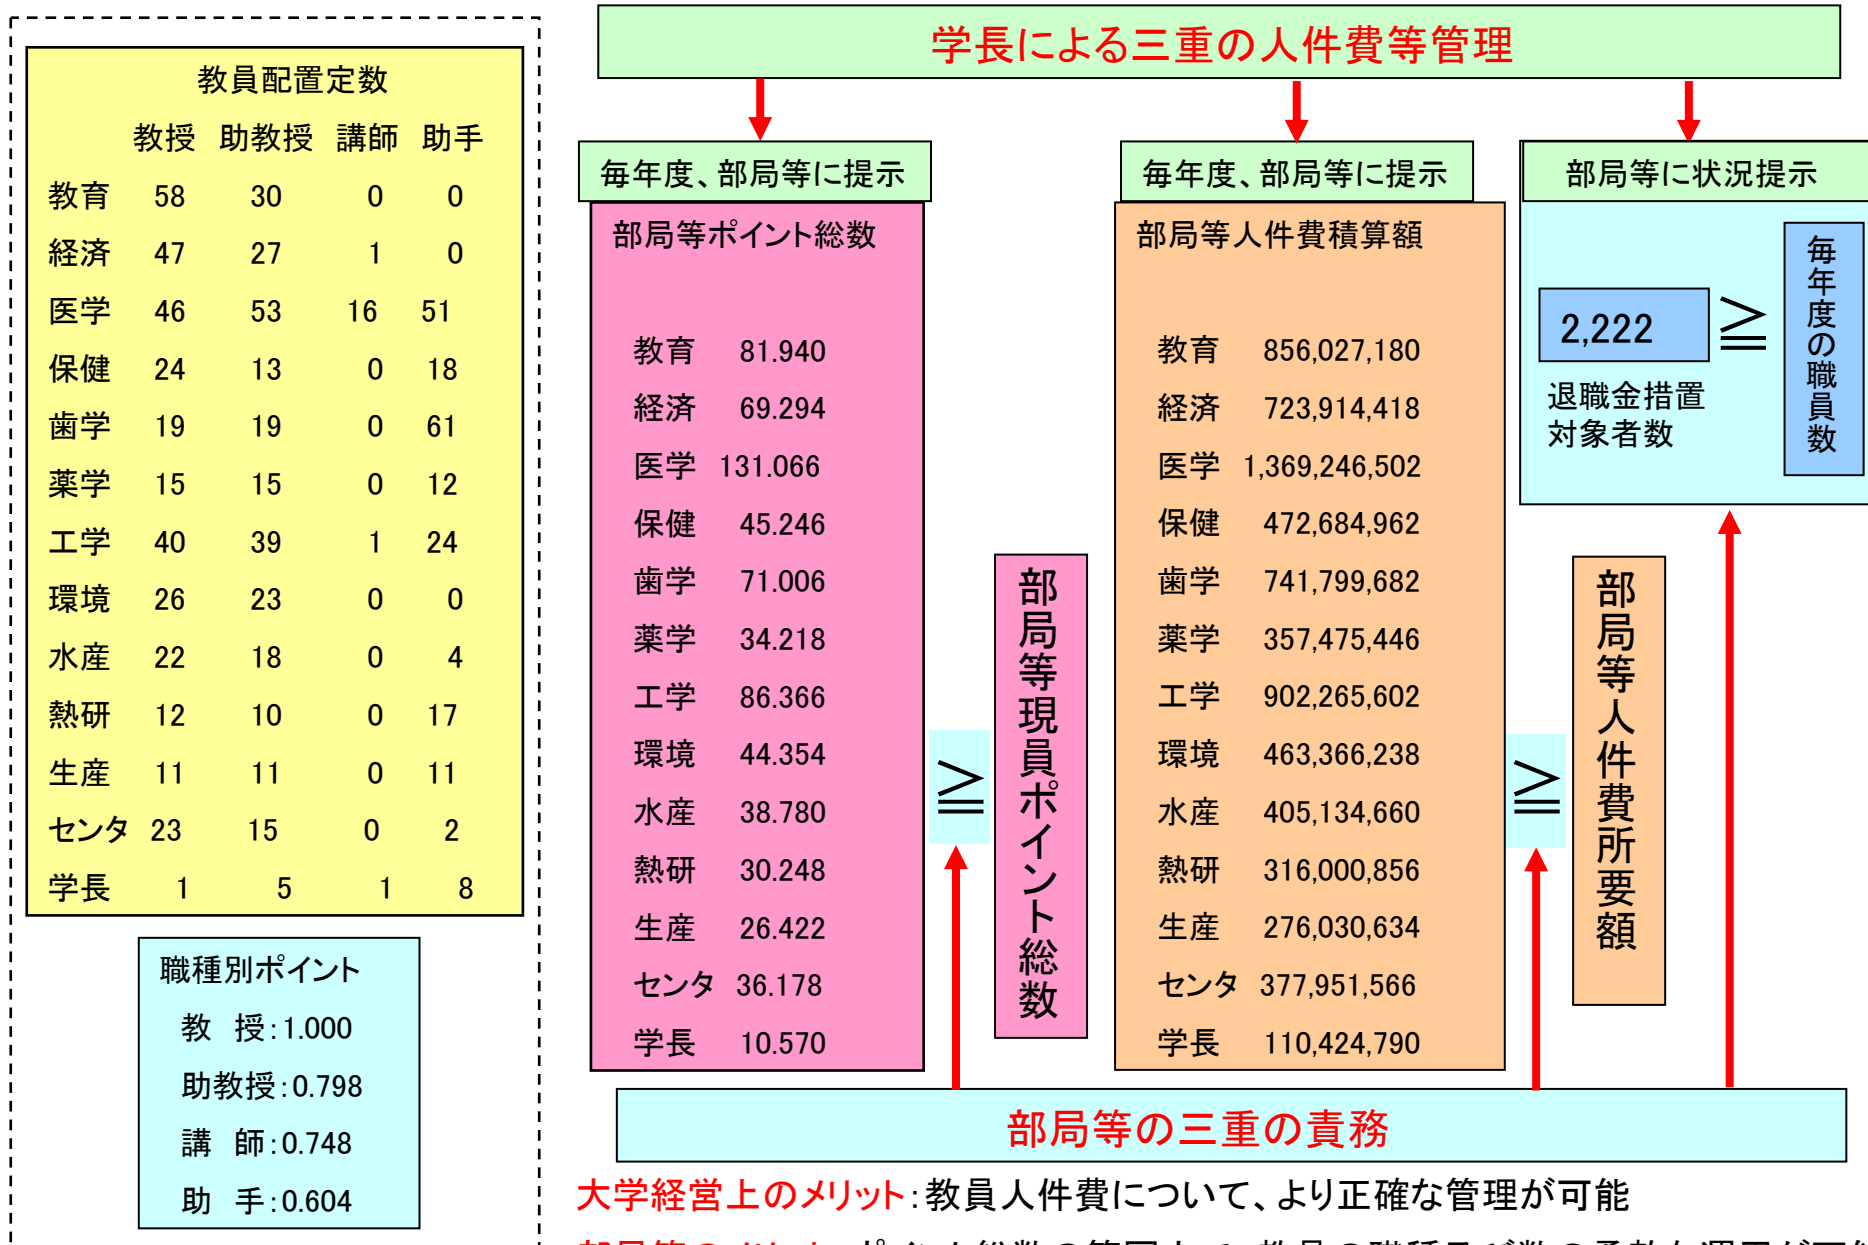 学長による三重の人件費等管理
教員配置定数
教授 助教授 講師 助手
教育 58 30 0 0
経済 47 27 1 0
医学 46 53 16 51
保健 24 13 0 18
歯学 19 19 0 61
薬学 15 15 0 12
工学 40 39 1 24
環境 26 23 0 0
水産 22 18 0 4
熱研 12 10 0 17
生産 11 11 0 11
センタ 23 15 0 2
学長 1 5 1 8
職種別ポイント
教 授:1.000
助教授:0.798
講 師:0.748
助 手:0.604
毎年度、部局等に提示
部局等ポイント総数
教育 81.940
経済 69.294
医学 131.066
保健 45.246
歯学 71.006
薬学 34.218
工学 86.366
環境 44.354
水産 38.780
熱研 30.248
生産 26.422
センタ 36.178
学長 10.570
≧
部局等現員ポイント総数
毎年度、部局等に提示
部局等人件費積算額
教育 856,027,180
経済 723,914,418
医学 1,369,246,502
保健 472,684,962
歯学 741,799,682
薬学 357,475,446
工学 902,265,602
環境 463,366,238
水産 405,134,660
熱研 316,000,856
生産 276,030,634
センタ 377,951,566
学長 110,424,790
≧
部局等人件費所要額
部局等に状況提示
2,222
≧
毎年度の職員数
退職金措置
対象者数
部局等の三重の責務
大学経営上のメリット:教員人件費について、より正確な管理が可能